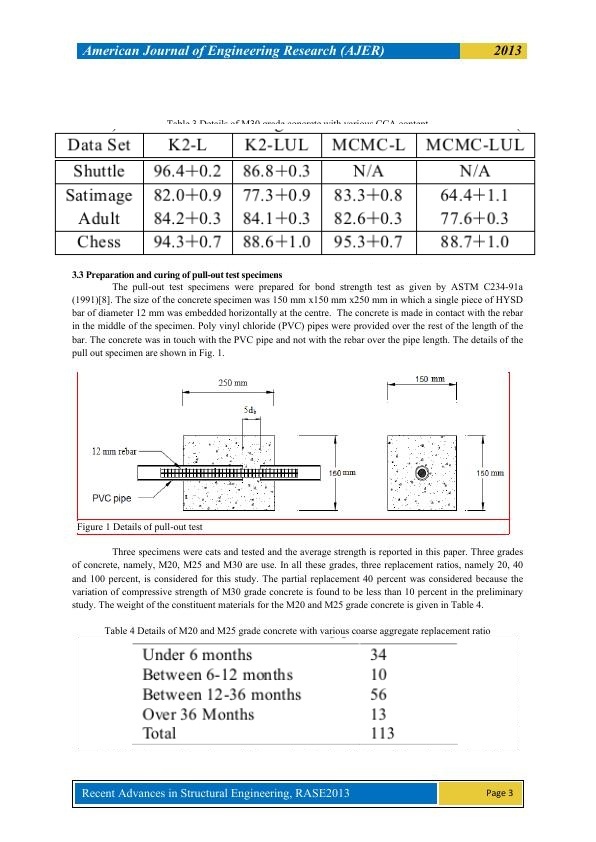 American Journal of Engineering Research (AJER) 2013
Table 3 Details of M30 grade concrete with various CCA content
Data Set K2-L K2-LUL MCMC-L MCMC-LUL
Shuttle 96.4+0.2 86.8+0.3 N/A N/A
Satimage 82.0+0.9 77.3+0.9 83.3+0.8 64.4+1.1
Adult 84.2+0.3 84.1+0.3 82.6+0.3 77.6+0.3
Chess 94.3+0.7 88.6+1.0 95.3+0.7 88.7+1.0
3.3 Preparation and curing of pull-out test specimens
The pull-out test specimens were prepared for bond strength test as given by ASTM C234-91a
(1991)[8]. The size of the concrete specimen was 150 mm x150 mm x250 mm in which a single piece of HYSD
bar of diameter 12 mm was embedded horizontally at the centre. The concrete is made in contact with the rebar
in the middle of the specimen. Poly vinyl chloride (PVC) pipes were provided over the rest of the length of the
bar. The concrete was in touch with the PVC pipe and not with the rebar over the pipe length. The details of the
pull out specimen are shown in Fig. 1.
250 mm 150 mm
5db
12 mm rebar
150 mm 150 mm
PVC pipe
Figure 1 Details of pull-out test
Three specimens were cats and tested and the average strength is reported in this paper. Three grades
of concrete, namely, M20, M25 and M30 are use. In all these grades, three replacement ratios, namely 20, 40
and 100 percent, is considered for this study. The partial replacement 40 percent was considered because the
variation of compressive strength of M30 grade concrete is found to be less than 10 percent in the preliminary
study. The weight of the constituent materials for the M20 and M25 grade concrete is given in Table 4.
Table 4 Details of M20 and M25 grade concrete with various coarse aggregate replacement ratio
Under 6 months 34
Between 6-12 months 10
Between 12-36 months 56
Over 36 Months 13
Total 113
Recent Advances in Structural Engineering, RASE2013 Page 3